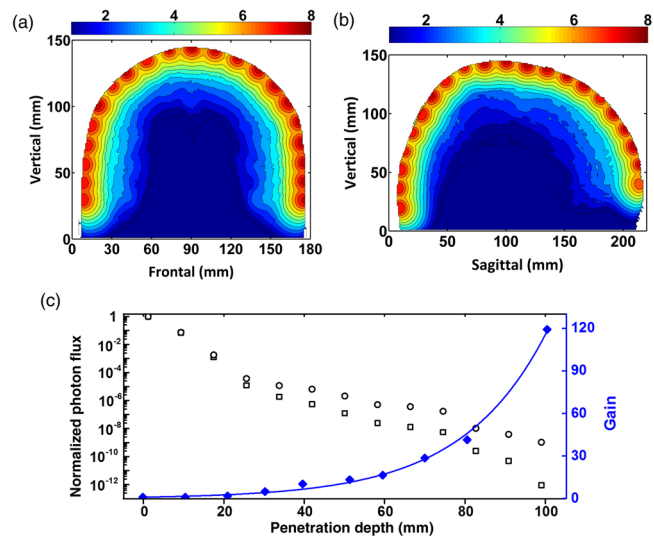 (a)
2 4 6 8
150
100
50
0
Vertical (mm)
0 30 60 90 120 150 180
Frontal (mm)
(b)
2 4 6 8
150
100
50
0
Vertical (mm)
50 100 150 200
Sagittal (mm)
(c)
Normalized photon flux
1
10-2
10-4
10-6
10-8
10-10
10-12
0 20 40 60 80 100
Penetration depth (mm)
120
90
60
30
0
Gain